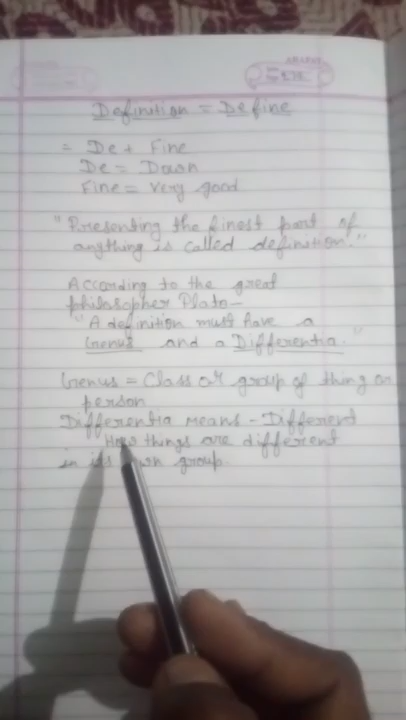 Definition = Define
= De + Fine
De = Down
Fine = Very good
"Presenting the finest part of
anything is called definition."
According to the great
philosopher Plato-
"A definition must have a
Genus and a Differentia."
Genus = Class or group of thing or
person
Differentia means - Different
How things are different
in its own group.